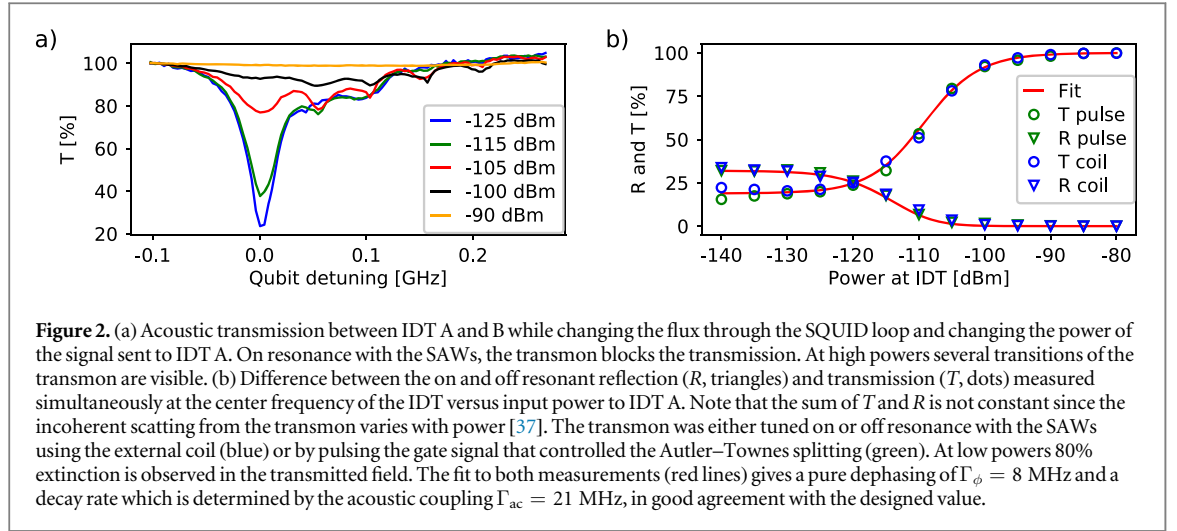 a)
100
80
60
40
20
T [%]
-0.1
0.0
0.1
0.2
Qubit detuning [GHz]
-125 dBm
-115 dBm
-105 dBm
-100 dBm
-90 dBm
b)
100
75
50
25
0
R and T [%]
-140
-130
-120
-110
-100
-90
-80
Power at IDT [dBm]
Fit
T pulse
R pulse
T coil
R coil
Figure 2. (a) Acoustic transmission between IDT A and B while changing the flux through the SQUID loop and changing the power of
the signal sent to IDT A. On resonance with the SAWs, the transmon blocks the transmission. At high powers several transitions of the
transmon are visible. (b) Difference between the on and off resonant reflection (R, triangles) and transmission (T, dots) measured
simultaneously at the center frequency of the IDT versus input power to IDT A. Note that the sum of T and R is not constant since the
incoherent scatting from the transmon varies with power [37]. The transmon was either tuned on or off resonance with the SAWs
using the external coil (blue) or by pulsing the gate signal that controlled the Autler–Townes splitting (green). At low powers 80%
extinction is observed in the transmitted field. The fit to both measurements (red lines) gives a pure dephasing of Γϕ = 8 MHz and a
decay rate which is determined by the acoustic coupling Γac = 21 MHz, in good agreement with the designed value.